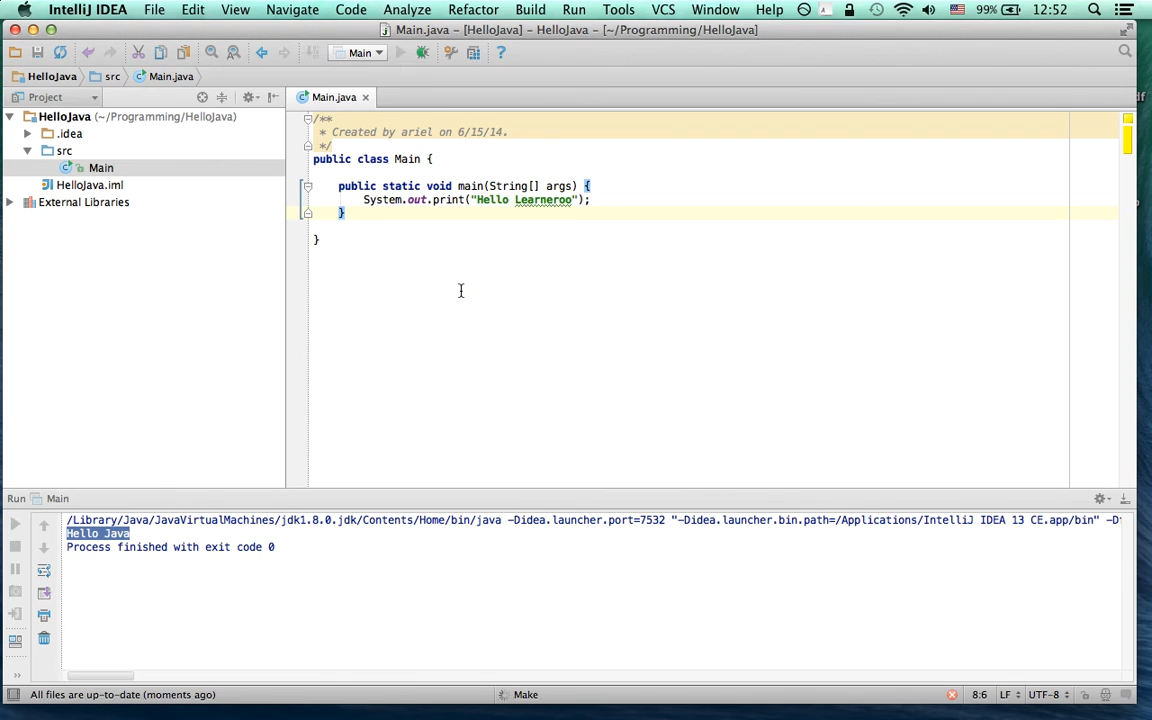 IntelliJ IDEA File Edit View Navigate Code Analyze Refactor Build Run Tools VCS Window Help 99% 12:52
Main.java - [HelloJava] - HelloJava - [~/Programming/HelloJava]
Main
HelloJava src Main.java
Project
Main.java
HelloJava (~/Programming/HelloJava)
.idea
src
Main
HelloJava.iml
External Libraries
/**
* Created by ariel on 6/15/14.
*/
public class Main {
public static void main(String[] args) {
System.out.print("Hello Learneroo");
}
}
Run Main
/Library/Java/JavaVirtualMachines/jdk1.8.0.jdk/Contents/Home/bin/java -Didea.launcher.port=7532 "-Didea.launcher.bin.path=/Applications/IntelliJ IDEA 13 CE.app/bin"
Hello Java
Process finished with exit code 0
All files are up-to-date (moments ago) Make 8:6 LF UTF-8